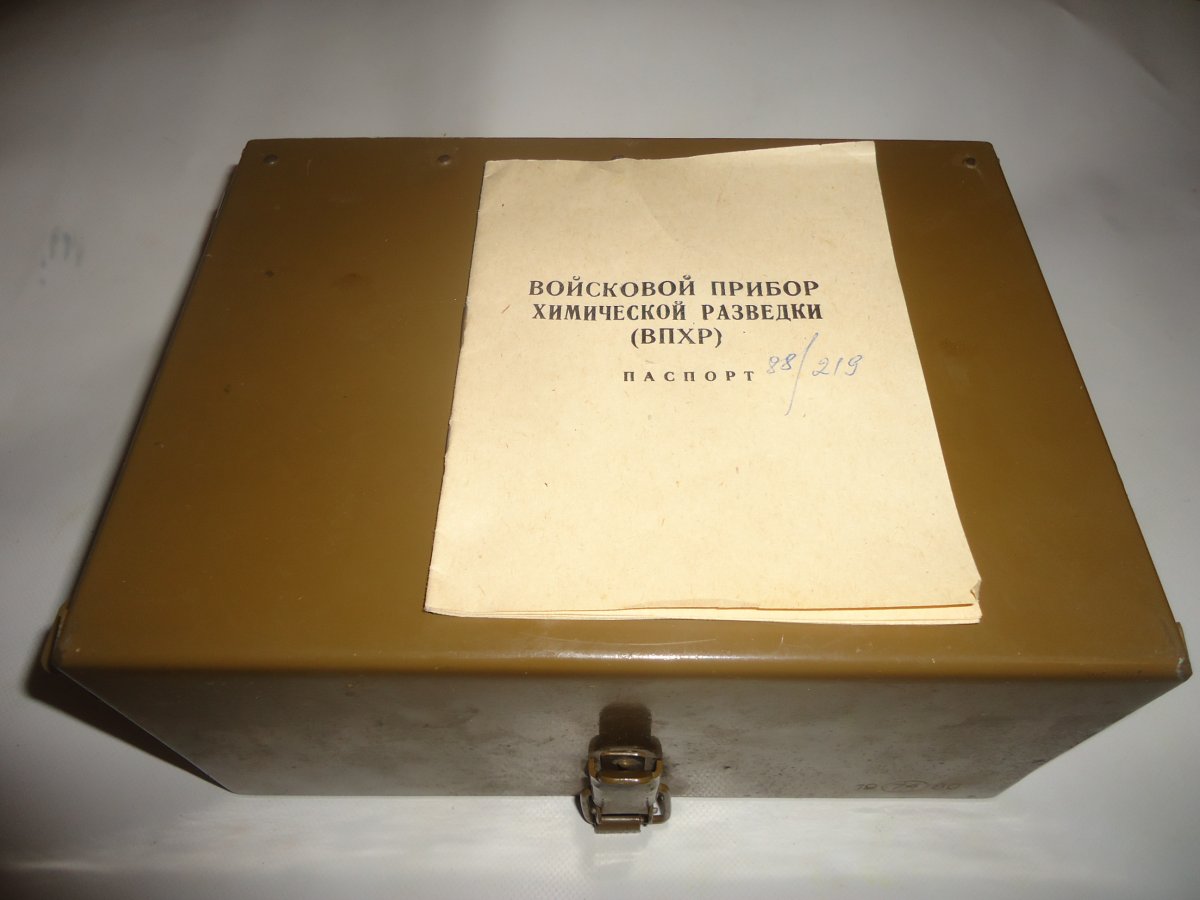 ВОЙСКОВОЙ ПРИБОР
ХИМИЧЕСКОЙ РАЗВЕДКИ
(ВПХР)
ПАСПОРТ 88/219